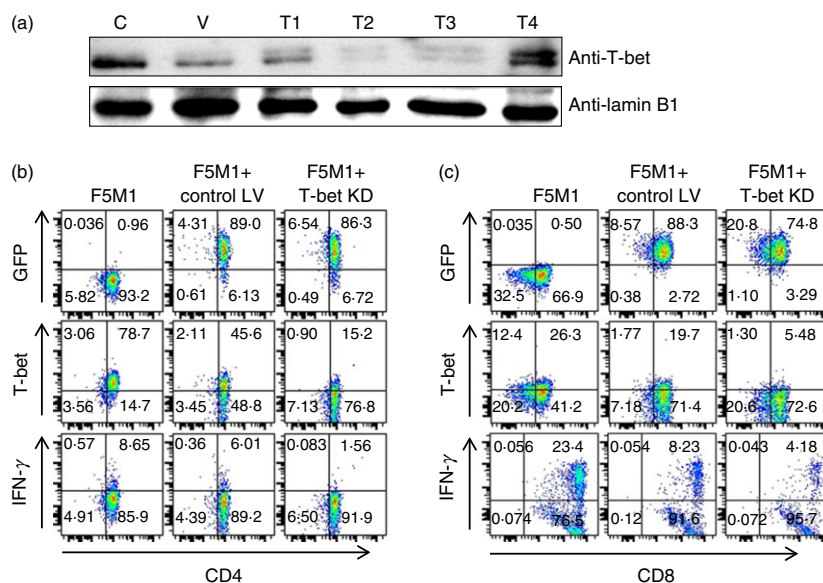 (a)
C V T1 T2 T3 T4
Anti-T-bet
Anti-lamin B1
(b)
F5M1
F5M1+ control LV
F5M1+ T-bet KD
GFP
0·036 0·96
5·82 93·2
4·31 89·0
0·61 6·13
6·54 86·3
0·49 6·72
T-bet
3·06 78·7
3·56 14·7
2·11 45·6
3·45 48·8
0·90 15·2
7·13 76·8
IFN-γ
0·57 8·65
4·91 85·9
0·36 6·01
4·39 89·2
0·083 1·56
6·50 91·9
CD4
(c)
F5M1
F5M1+ control LV
F5M1+ T-bet KD
GFP
0·035 0·50
32·5 66·9
8·57 88·3
0·38 2·72
20·8 74·8
1·10 3·29
T-bet
12·4 26·3
20·2 41·2
1·77 19·7
7·18 71·4
1·30 5·48
20·6 72·6
IFN-γ
0·056 23·4
0·074 76·5
0·054 8·23
0·12 91·6
0·043 4·18
0·072 95·7
CD8